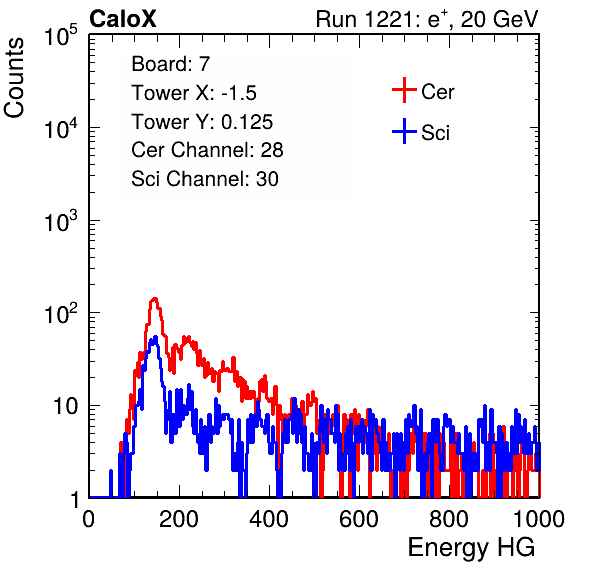 CaloX Run 1221: e⁺, 20 GeV
Counts
Board: 7
Tower X: -1.5
Tower Y: 0.125
Cer Channel: 28
Sci Channel: 30
Cer
Sci
10⁵
10⁴
10³
10²
10
1
0 200 400 600 800 1000
Energy HG